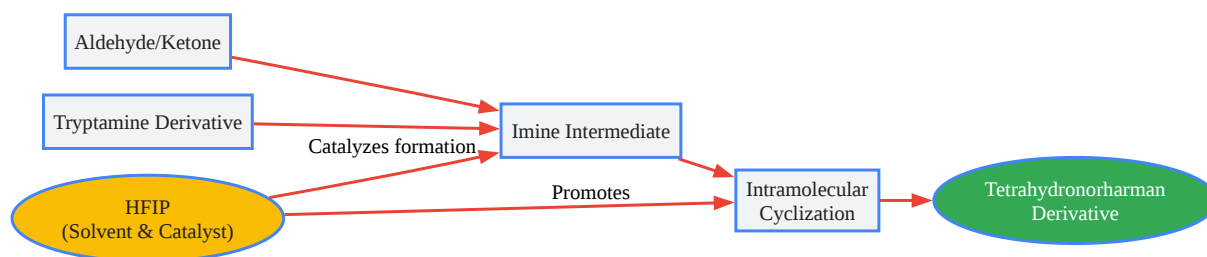 Aldehyde/Ketone
Tryptamine Derivative
Catalyzes formation
Imine Intermediate
HFIP
(Solvent & Catalyst)
Promotes
Intramolecular
Cyclization
Tetrahydronorharman
Derivative